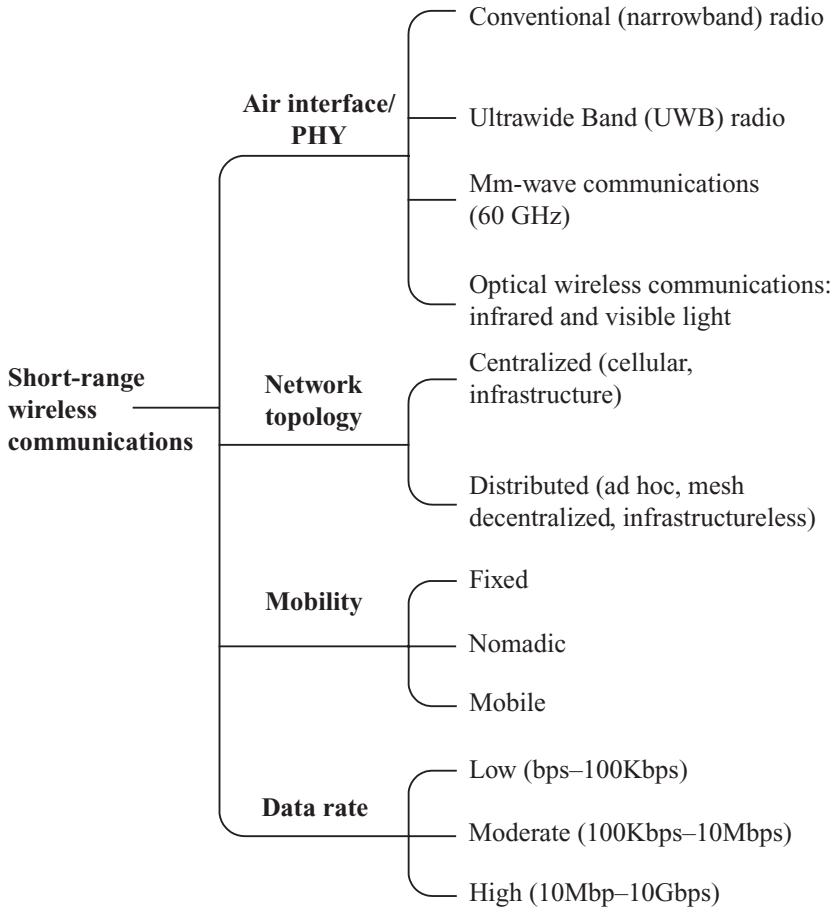 Conventional (narrowband) radio
Air interface/
PHY
Ultrawide Band (UWB) radio
Mm-wave communications
(60 GHz)
Optical wireless communications:
infrared and visible light
Short-range
wireless
communications
Network
topology
Centralized (cellular,
infrastructure)
Distributed (ad hoc, mesh
decentralized, infrastructureless)
Mobility
Fixed
Nomadic
Mobile
Data rate
Low (bps–100Kbps)
Moderate (100Kbps–10Mbps)
High (10Mbp–10Gbps)